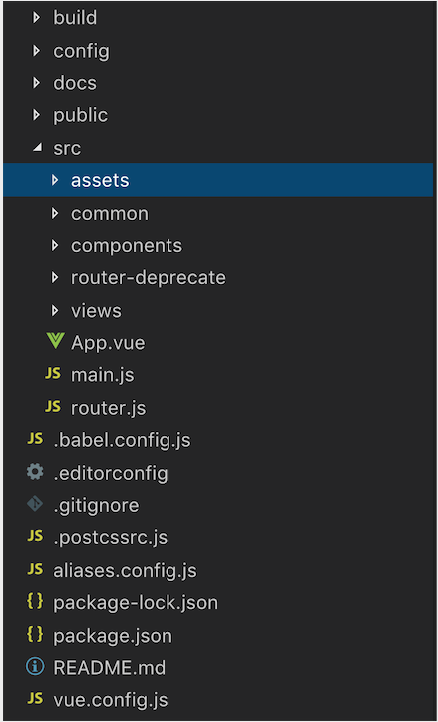 build
config
docs
public
src
assets
common
components
router-deprecate
views
App.vue
JS main.js
JS router.js
JS .babel.config.js
.editorconfig
.gitignore
JS .postcssrc.js
JS aliases.config.js
{} package-lock.json
{} package.json
README.md
JS vue.config.js